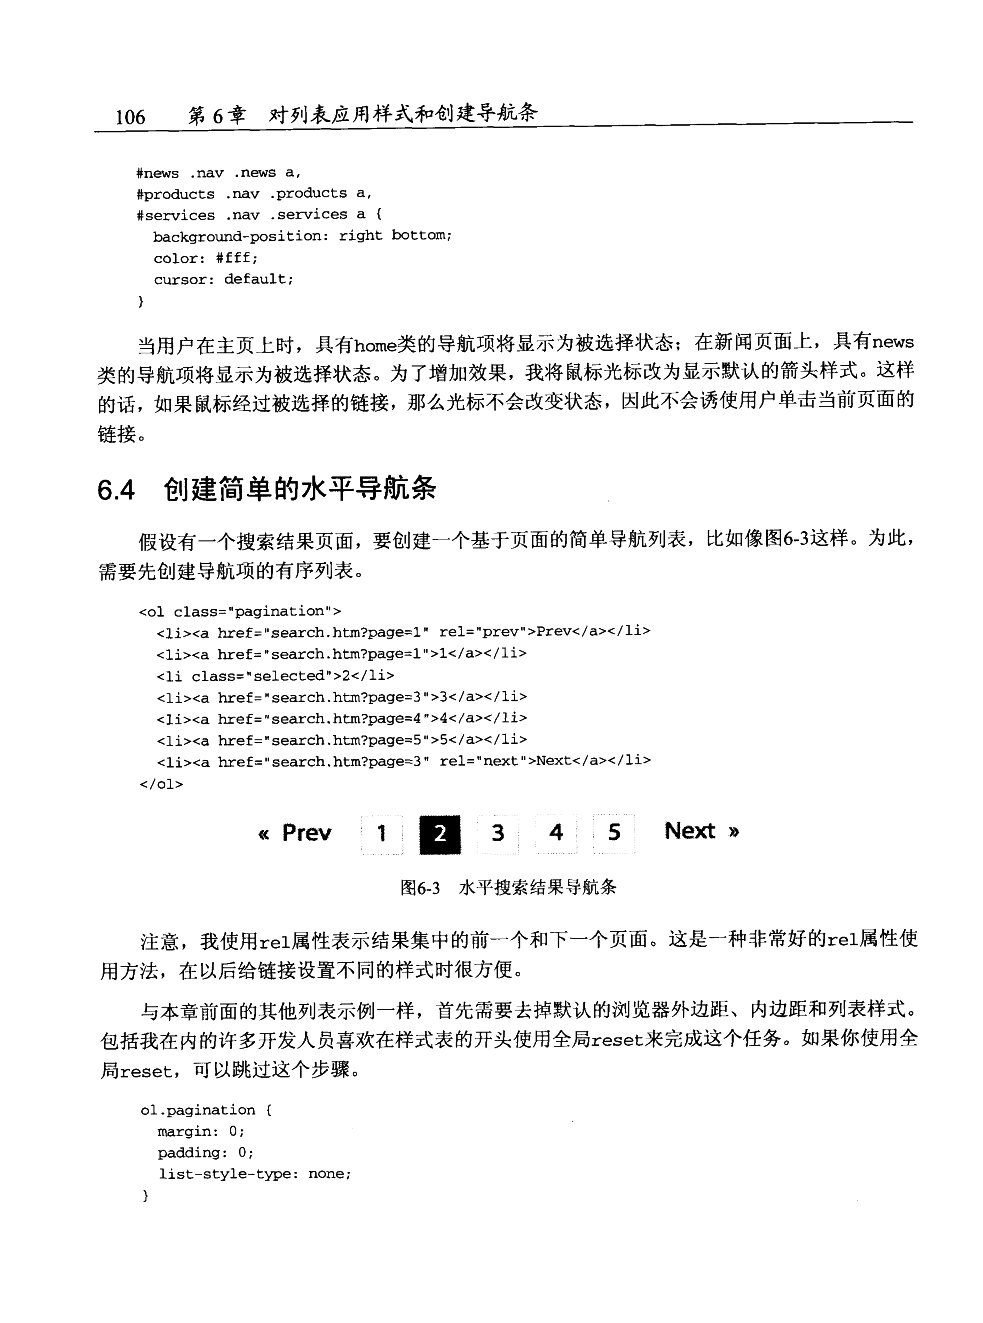 106 第 6 章 对列表应用样式和创建导航条
#news .nav .news a,
#products .nav .products a,
#services .nav .services a {
background-position: right bottom;
color: #fff;
cursor: default;
}
当用户在主页上时，具有home类的导航项将显示为被选择状态；在新闻页面上，具有news
类的导航项将显示为被选择状态。为了增加效果，我将鼠标光标改为显示默认的箭头样式。这样
的话，如果鼠标经过被选择的链接，那么光标不会改变状态，因此不会诱使用户单击当前页面的
链接。
6.4 创建简单的水平导航条
假设有一个搜索结果页面，要创建一个基于页面的简单导航列表，比如像图6-3这样。为此，
需要先创建导航项的有序列表。
<ol class="pagination">
<li><a href="search.htm?page=1" rel="prev">Prev</a></li>
<li><a href="search.htm?page=1">1</a></li>
<li class="selected">2</li>
<li><a href="search.htm?page=3">3</a></li>
<li><a href="search.htm?page=4">4</a></li>
<li><a href="search.htm?page=5">5</a></li>
<li><a href="search.htm?page=3" rel="next">Next</a></li>
</ol>
« Prev 1 2 3 4 5 Next »
图6-3 水平搜索结果导航条
注意，我使用rel属性表示结果集中的前一个和下一个页面。这是一种非常好的rel属性使
用方法，在以后给链接设置不同的样式时很方便。
与本章前面的其他列表示例一样，首先需要去掉默认的浏览器外边距、内边距和列表样式。
包括我在内的许多开发人员喜欢在样式表的开头使用全局reset来完成这个任务。如果你使用全
局reset，可以跳过这个步骤。
ol.pagination {
margin: 0;
padding: 0;
list-style-type: none;
}